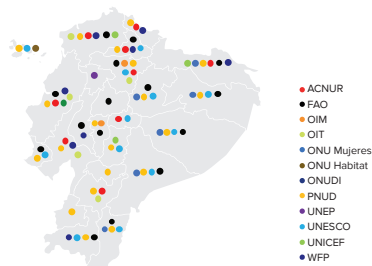 ACNUR
FAO
OIM
OIT
ONU Mujeres
ONU Habitat
ONUDI
PNUD
UNEP
UNESCO
UNICEF
WFP